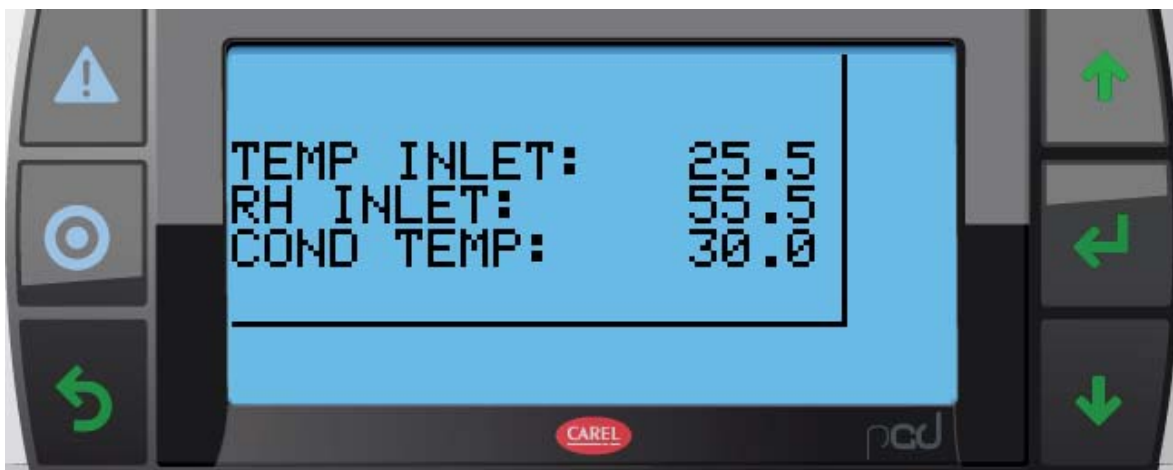 TEMP INLET: 25.5
RH INLET: 55.5
COND TEMP: 30.0
CAREL
pGD